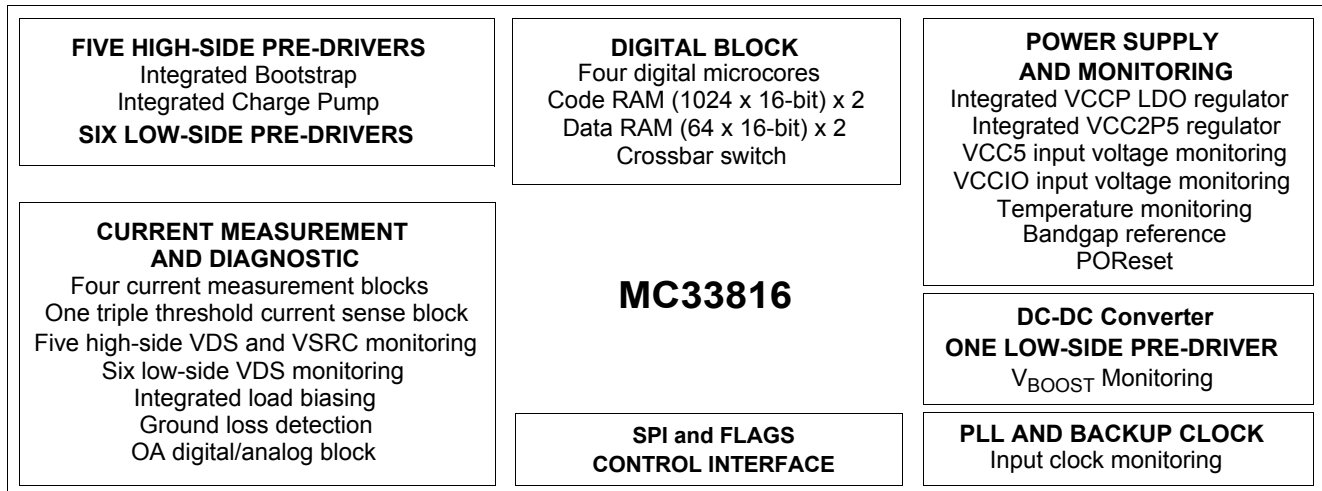 FIVE HIGH-SIDE PRE-DRIVERS
Integrated Bootstrap
Integrated Charge Pump
SIX LOW-SIDE PRE-DRIVERS
CURRENT MEASUREMENT
AND DIAGNOSTIC
Four current measurement blocks
One triple threshold current sense block
Five high-side VDS and VSRC monitoring
Six low-side VDS monitoring
Integrated load biasing
Ground loss detection
OA digital/analog block
DIGITAL BLOCK
Four digital microcores
Code RAM (1024 x 16-bit) x 2
Data RAM (64 x 16-bit) x 2
Crossbar switch
MC33816
SPI and FLAGS
CONTROL INTERFACE
POWER SUPPLY
AND MONITORING
Integrated VCCP LDO regulator
Integrated VCC2P5 regulator
VCC5 input voltage monitoring
VCCIO input voltage monitoring
Temperature monitoring
Bandgap reference
POReset
DC-DC Converter
ONE LOW-SIDE PRE-DRIVER
VBOOST Monitoring
PLL AND BACKUP CLOCK
Input clock monitoring